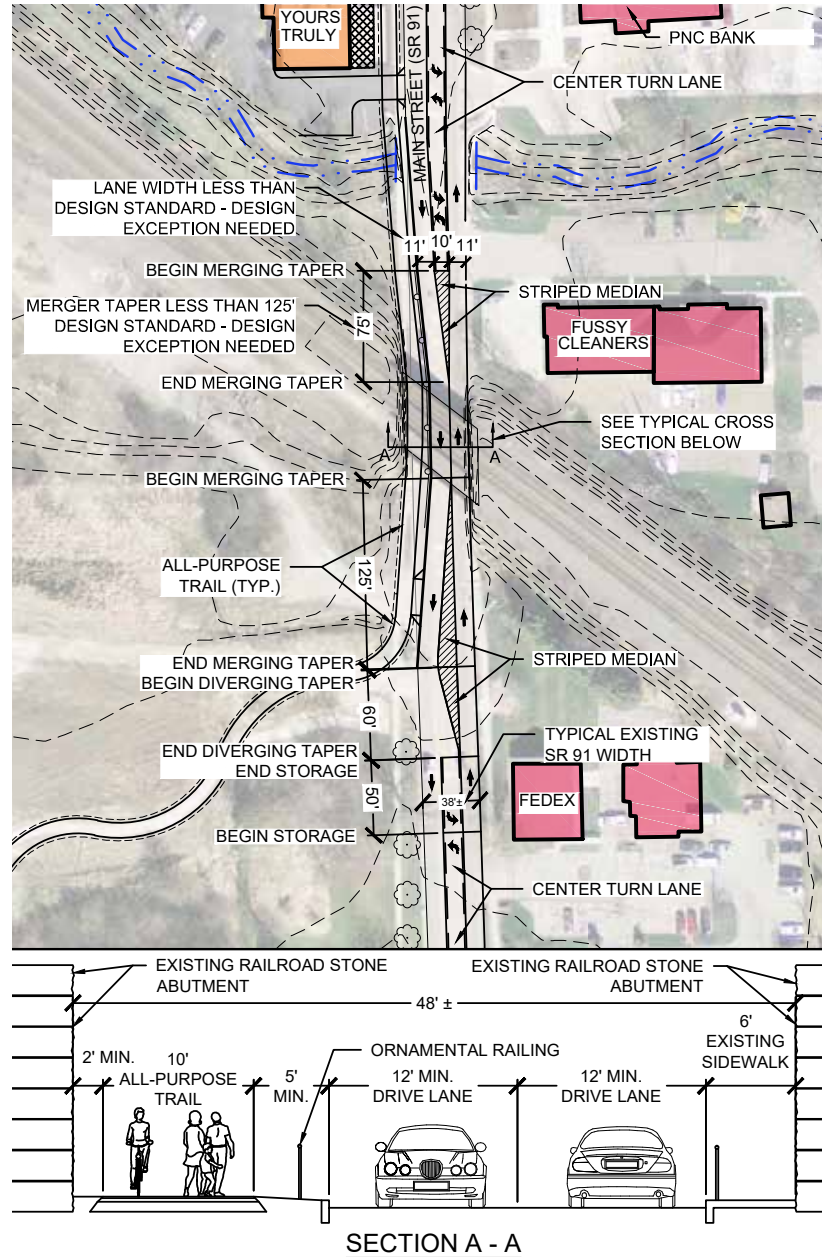 YOURS
TRULY
MAIN STREET (SR 91)
PNC BANK
CENTER TURN LANE
LANE WIDTH LESS THAN
DESIGN STANDARD - DESIGN
EXCEPTION NEEDED
11' 10' 11'
BEGIN MERGING TAPER
STRIPED MEDIAN
MERGER TAPER LESS THAN 125'
DESIGN STANDARD - DESIGN
EXCEPTION NEEDED
75'
FUSSY
CLEANERS
END MERGING TAPER
SEE TYPICAL CROSS
SECTION BELOW
A
A
BEGIN MERGING TAPER
ALL-PURPOSE
TRAIL (TYP.)
125'
END MERGING TAPER
BEGIN DIVERGING TAPER
STRIPED MEDIAN
60'
TYPICAL EXISTING
SR 91 WIDTH
END DIVERGING TAPER
END STORAGE
50'
38'±
FEDEX
BEGIN STORAGE
CENTER TURN LANE
EXISTING RAILROAD STONE
ABUTMENT
EXISTING RAILROAD STONE
ABUTMENT
48' ±
2' MIN.
10'
ALL-PURPOSE
TRAIL
5'
MIN.
ORNAMENTAL RAILING
12' MIN.
DRIVE LANE
12' MIN.
DRIVE LANE
6'
EXISTING
SIDEWALK
SECTION A - A